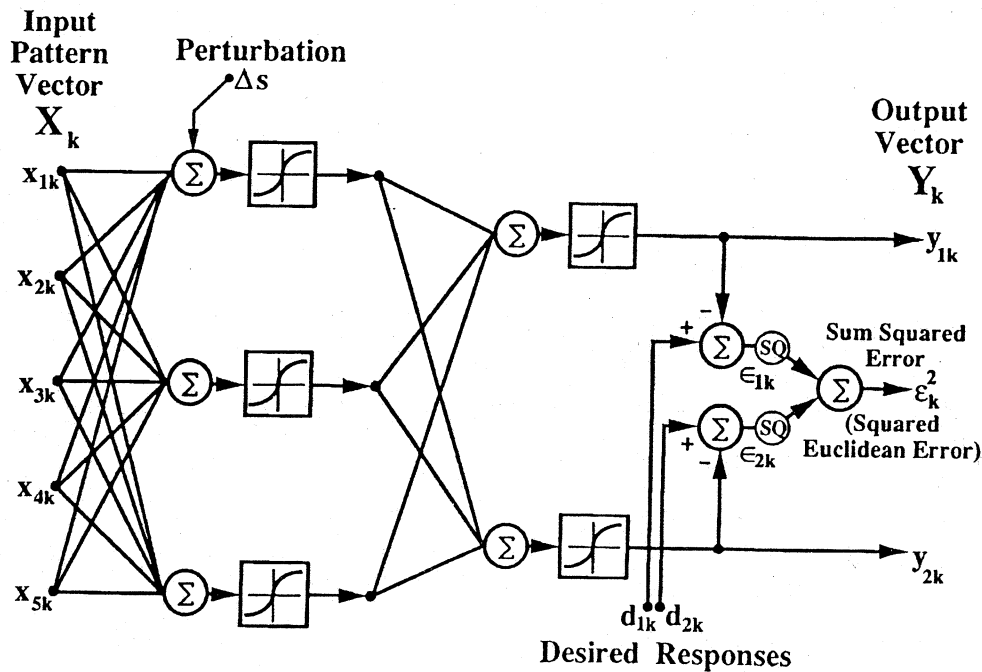 Input
Pattern
Vector
X_k
Perturbation
Δs
Output
Vector
Y_k
x_1k
x_2k
x_3k
x_4k
x_5k
Σ
Σ
Σ
Σ
Σ
y_1k
y_2k
-
+
Σ
SQ
∈_1k
Sum Squared
Error
Σ
ε_k^2
(Squared
Euclidean Error)
+
Σ
SQ
∈_2k
-
d_1k d_2k
Desired Responses